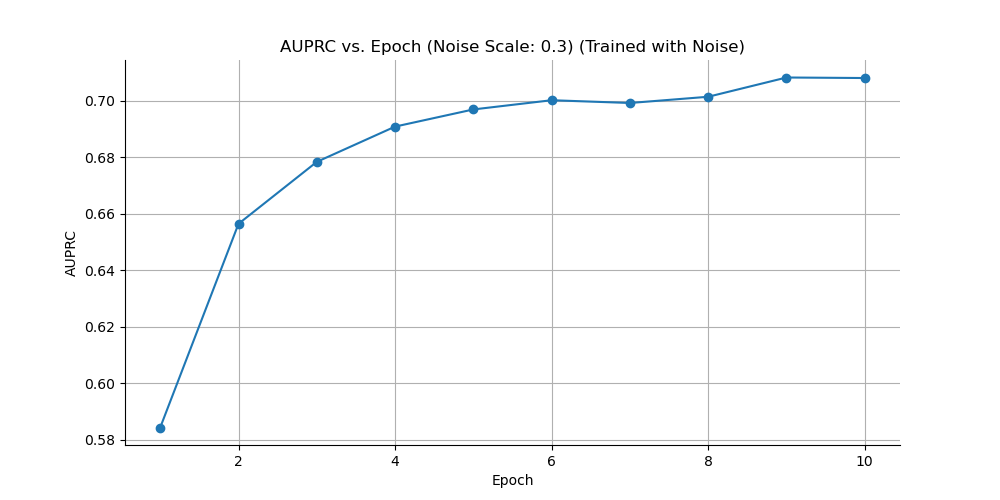 AUPRC vs. Epoch (Noise Scale: 0.3) (Trained with Noise)
AUPRC
0.70
0.68
0.66
0.64
0.62
0.60
0.58
2 4 6 8 10
Epoch